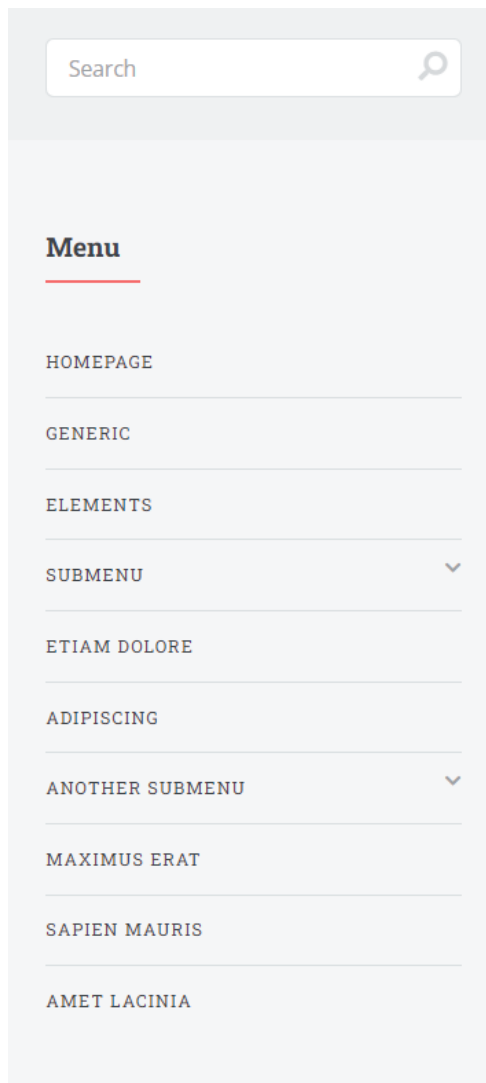 Search
Menu
HOMEPAGE
GENERIC
ELEMENTS
SUBMENU
ETIAM DOLORE
ADIPISCING
ANOTHER SUBMENU
MAXIMUS ERAT
SAPIEN MAURIS
AMET LACINIA